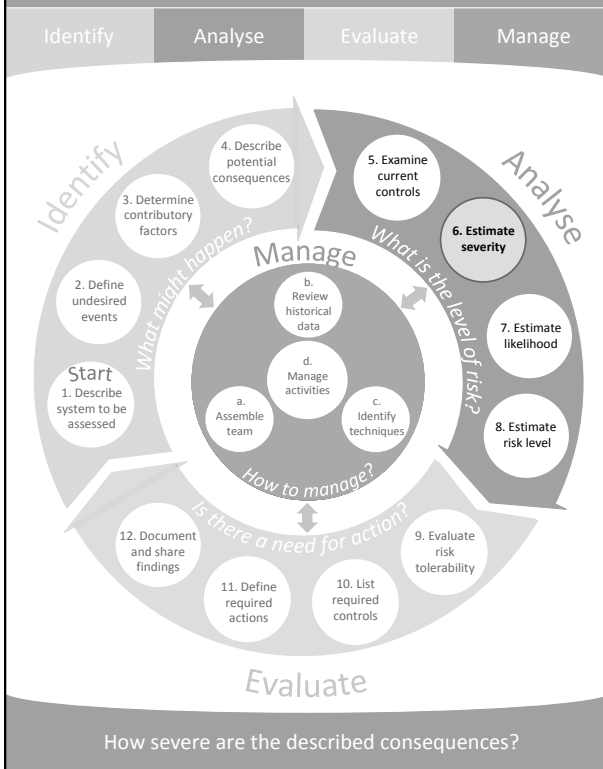 Identify
Analyse
Evaluate
Manage
Identify
What might happen?
Start
1. Describe
system to be
assessed
2. Define
undesired
events
3. Determine
contributory
factors
4. Describe
potential
consequences
Analyse
What is the level of risk?
5. Examine
current
controls
6. Estimate
severity
7. Estimate
likelihood
8. Estimate
risk level
Evaluate
Is there a need for action?
9. Evaluate
risk
tolerability
10. List
required
controls
11. Define
required
actions
12. Document
and share
findings
Manage
How to manage?
a.
Assemble
team
b.
Review
historical
data
c.
Identify
techniques
d.
Manage
activities
How severe are the described consequences?